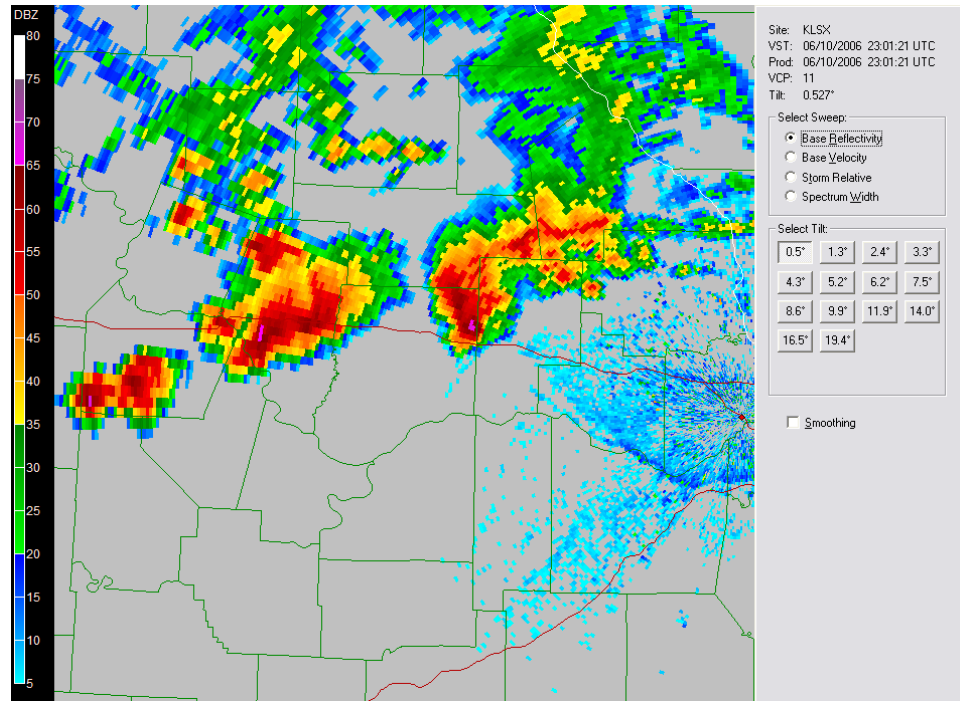 DBZ
80
75
70
65
60
55
50
45
40
35
30
25
20
15
10
5
Site: KLSX
VST: 06/10/2006 23:01:21 UTC
Prod: 06/10/2006 23:01:21 UTC
VCP: 11
Tilt: 0.527°
Select Sweep:
Base Reflectivity
Base Velocity
Storm Relative
Spectrum Width
Select Tilt:
0.5° 1.3° 2.4° 3.3°
4.3° 5.2° 6.2° 7.5°
8.6° 9.9° 11.9° 14.0°
16.5° 19.4°
Smoothing